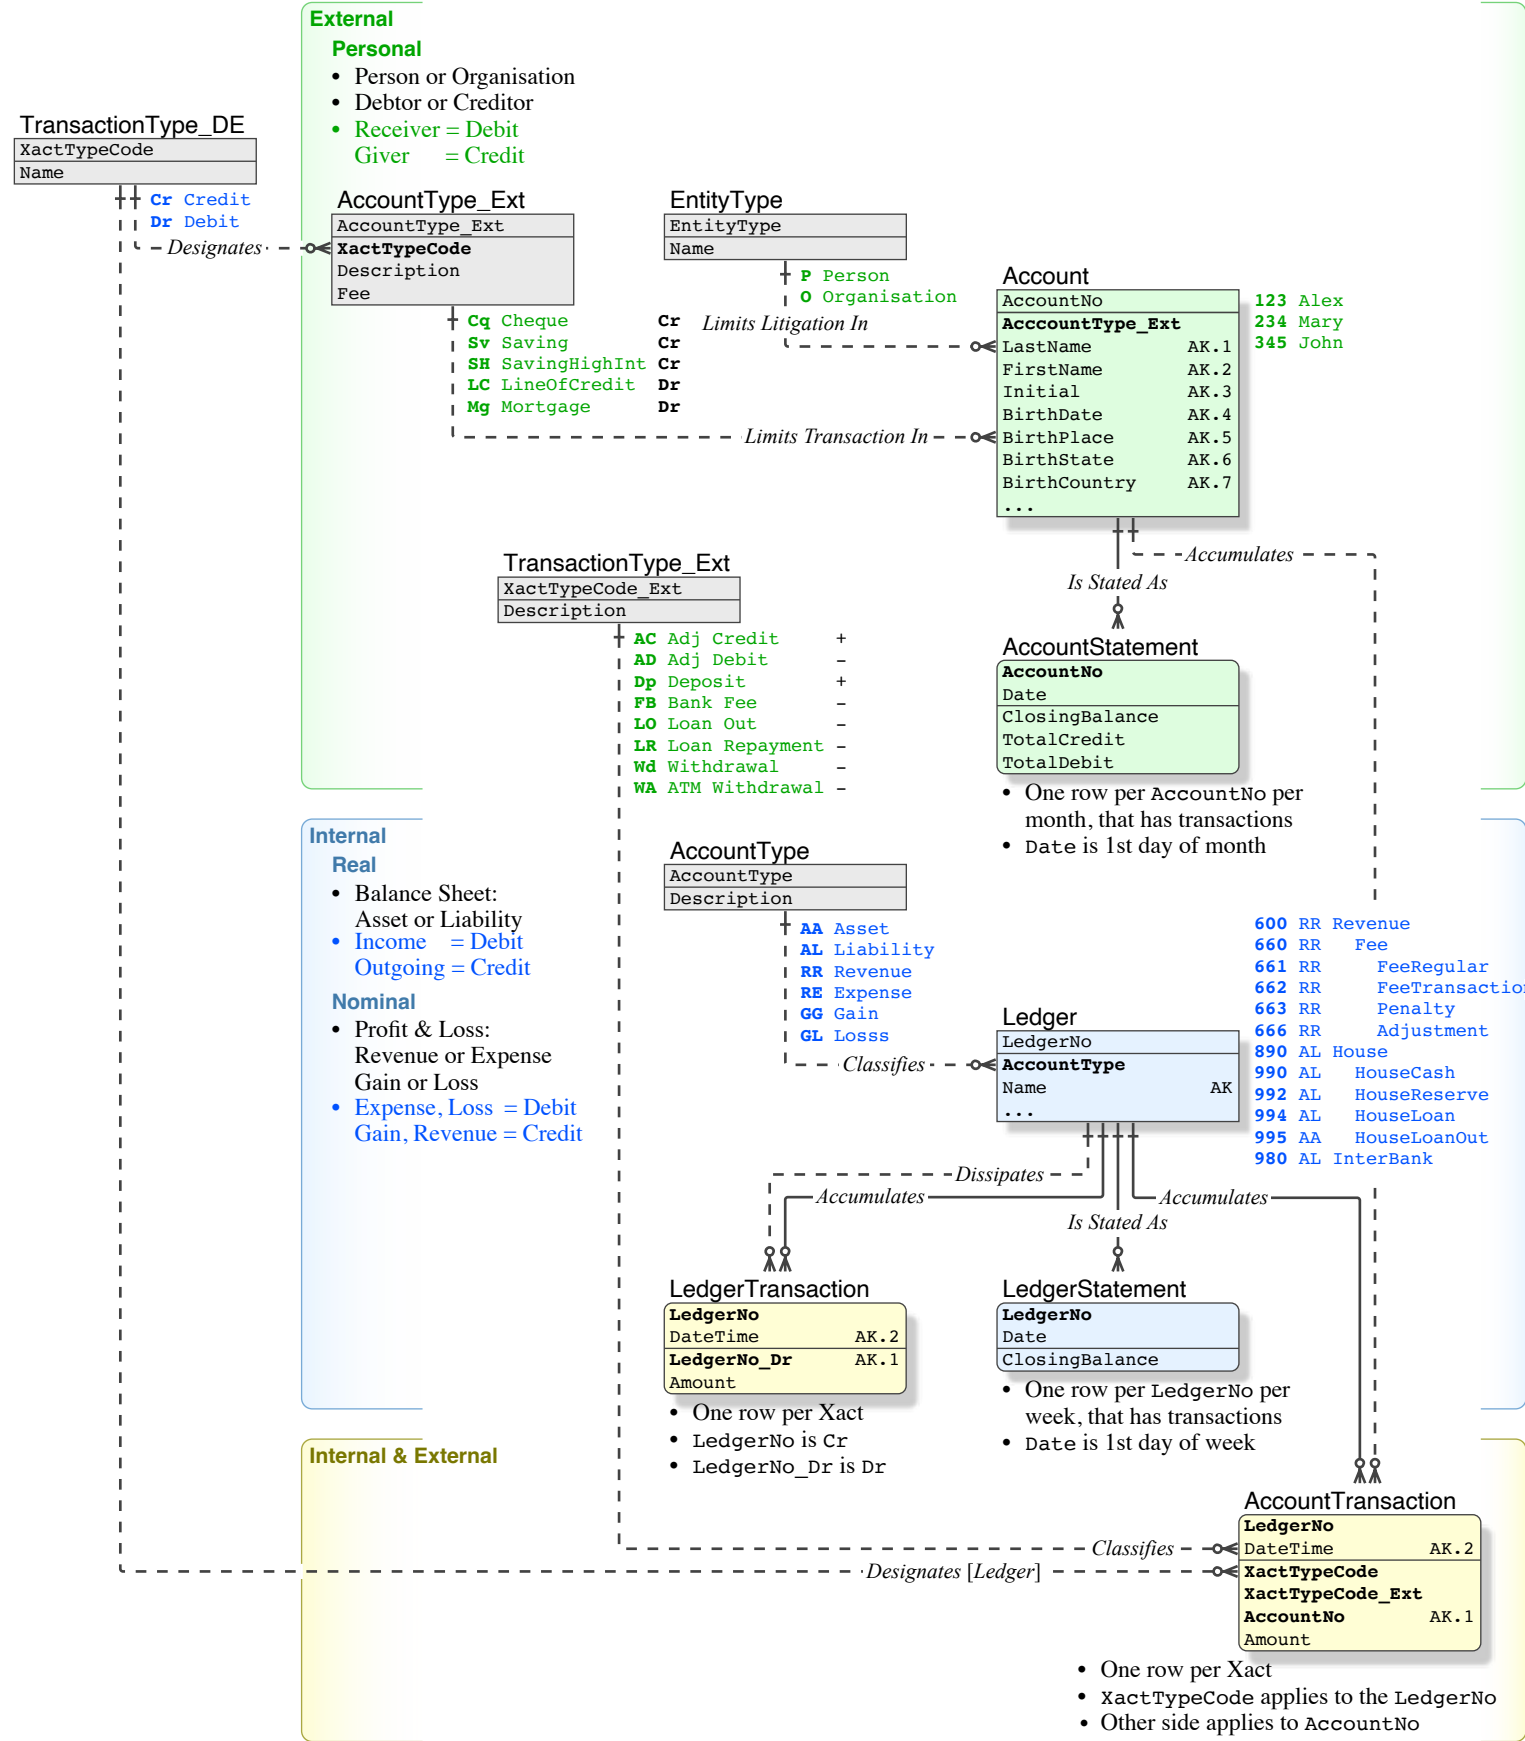 External
Personal
• Person or Organisation
• Debtor or Creditor
• Receiver = Debit
Giver = Credit
TransactionType_DE
XactTypeCode
Name
Cr Credit
Dr Debit
Designates
AccountType_Ext
AccountType_Ext
XactTypeCode
Description
Fee
Cq Cheque Cr
Sv Saving Cr
SH SavingHighInt Cr
LC LineOfCredit Dr
Mg Mortgage Dr
EntityType
EntityType
Name
P Person
O Organisation
Limits Litigation In
Limits Transaction In
Account
AccountNo
AcccountType_Ext
LastName AK.1
FirstName AK.2
Initial AK.3
BirthDate AK.4
BirthPlace AK.5
BirthState AK.6
BirthCountry AK.7
...
123 Alex
234 Mary
345 John
Accumulates
Is Stated As
TransactionType_Ext
XactTypeCode_Ext
Description
AC Adj Credit +
AD Adj Debit –
Dp Deposit +
FB Bank Fee –
LO Loan Out –
LR Loan Repayment –
Wd Withdrawal –
WA ATM Withdrawal –
AccountStatement
AccountNo
Date
ClosingBalance
TotalCredit
TotalDebit
• One row per AccountNo per
month, that has transactions
• Date is 1st day of month
Internal
Real
• Balance Sheet:
Asset or Liability
• Income = Debit
Outgoing = Credit
Nominal
• Profit & Loss:
Revenue or Expense
Gain or Loss
• Expense, Loss = Debit
Gain, Revenue = Credit
AccountType
AccountType
Description
AA Asset
AL Liability
RR Revenue
RE Expense
GG Gain
GL Losss
Classifies
Ledger
LedgerNo
AccountType
Name AK
...
600 RR Revenue
660 RR Fee
661 RR FeeRegular
662 RR FeeTransaction
663 RR Penalty
666 RR Adjustment
890 AL House
990 AL HouseCash
992 AL HouseReserve
994 AL HouseLoan
995 AA HouseLoanOut
980 AL InterBank
Dissipates
Accumulates
Accumulates
Is Stated As
LedgerTransaction
LedgerNo
DateTime AK.2
LedgerNo_Dr AK.1
Amount
• One row per Xact
• LedgerNo is Cr
• LedgerNo_Dr is Dr
LedgerStatement
LedgerNo
Date
ClosingBalance
• One row per LedgerNo per
week, that has transactions
• Date is 1st day of week
Internal & External
Classifies
Designates [Ledger]
AccountTransaction
LedgerNo
DateTime AK.2
XactTypeCode
XactTypeCode_Ext
AccountNo AK.1
Amount
• One row per Xact
• XactTypeCode applies to the LedgerNo
• Other side applies to AccountNo